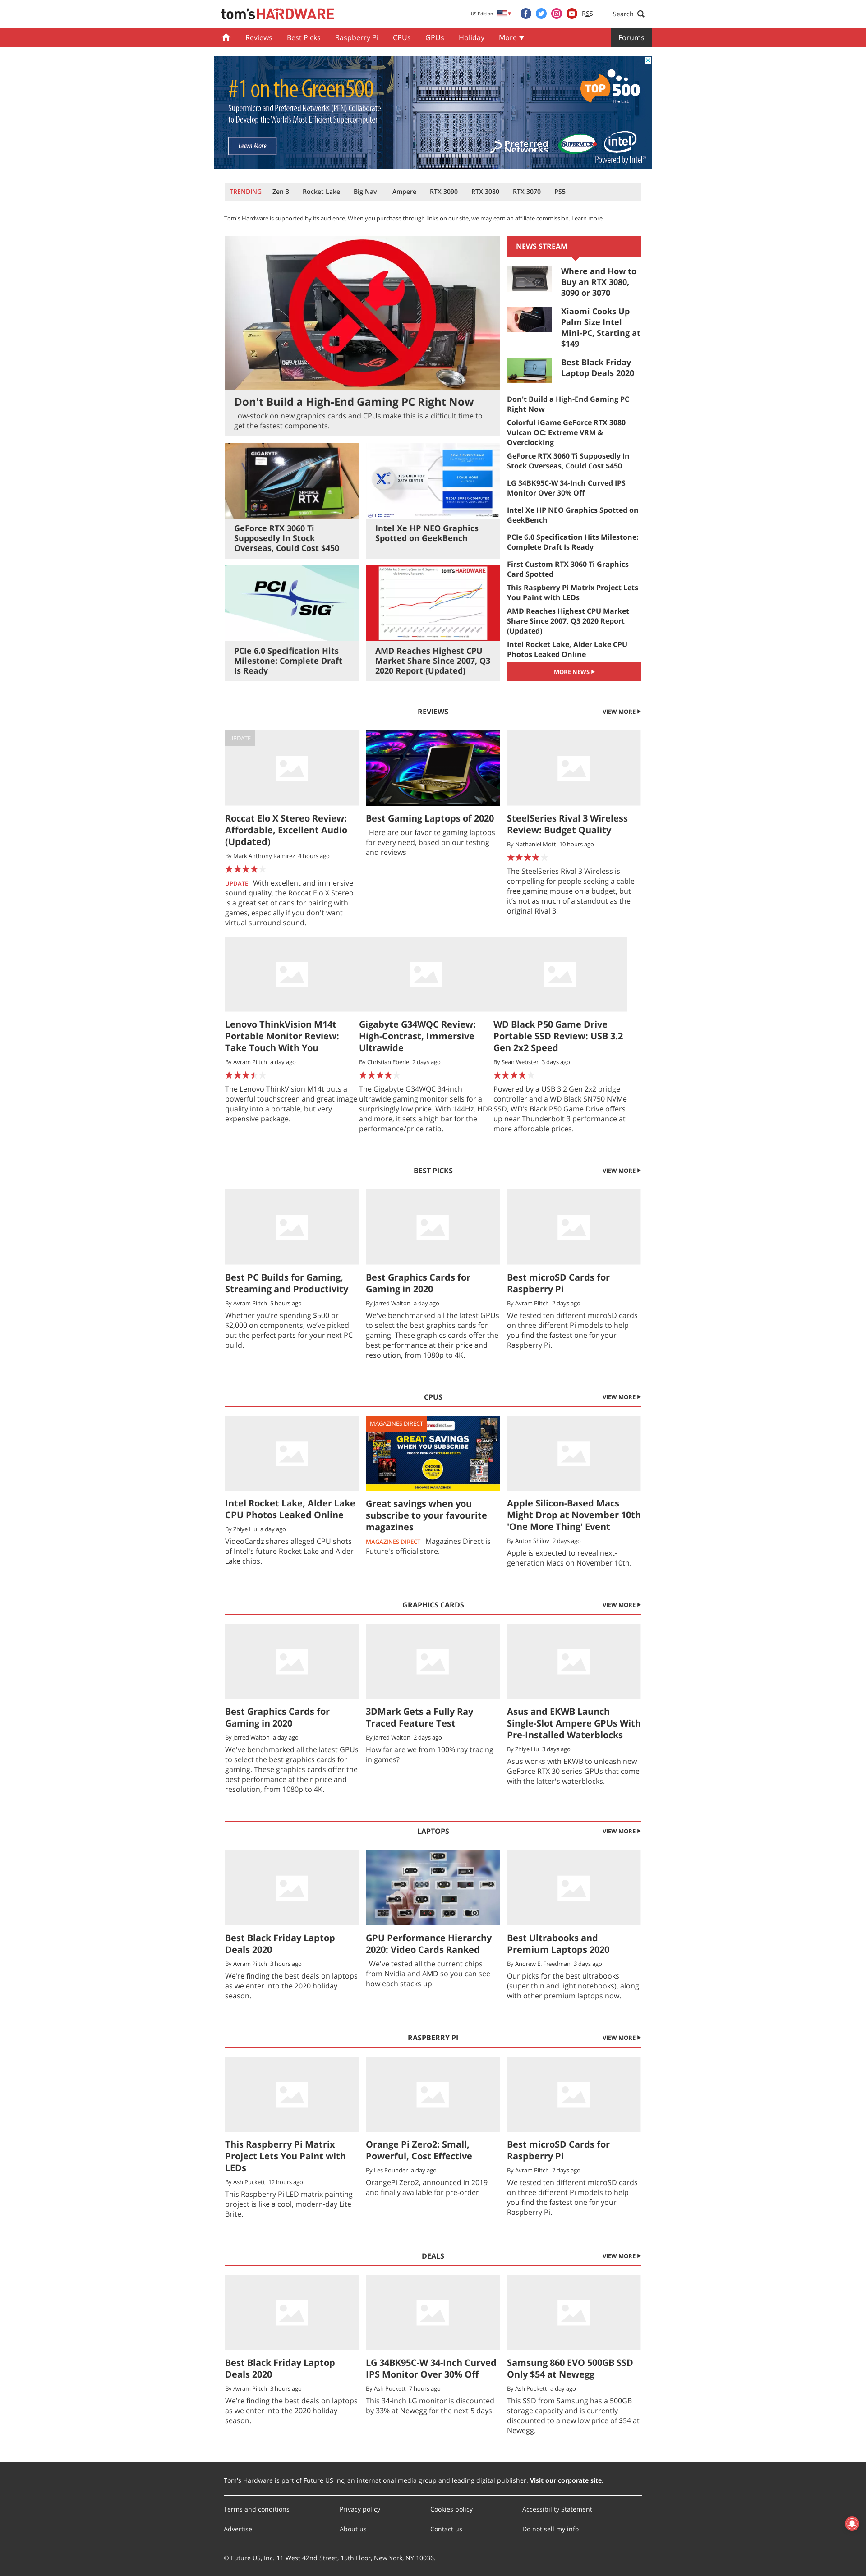 tom's HARDWARE
US Edition
RSS
Search
Reviews Best Picks Raspberry Pi CPUs GPUs Holiday More Forums
#1 on the Green500
Supermicro and Preferred Networks (PFN) Collaborate
to Develop the World's Most Efficient Supercomputer
Learn More
TOP 500
The List.
Preferred Networks
SUPERMICRO
intel
Powered by Intel®
TRENDING Zen 3 Rocket Lake Big Navi Ampere RTX 3090 RTX 3080 RTX 3070 PS5
Tom's Hardware is supported by its audience. When you purchase through links on our site, we may earn an affiliate commission. Learn more
Don't Build a High-End Gaming PC Right Now
Low-stock on new graphics cards and CPUs make this is a difficult time to
get the fastest components.
GIGABYTE
GEFORCE
RTX
GeForce RTX 3060 Ti
Supposedly In Stock
Overseas, Could Cost $450
Xe
DESIGNED FOR
DATA CENTER
Intel Xe HP NEO Graphics
Spotted on GeekBench
PCI
SIG
PCIe 6.0 Specification Hits
Milestone: Complete Draft
Is Ready
tom's HARDWARE
AMD Reaches Highest CPU
Market Share Since 2007, Q3
2020 Report (Updated)
NEWS STREAM
Where and How to
Buy an RTX 3080,
3090 or 3070
Xiaomi Cooks Up
Palm Size Intel
Mini-PC, Starting at
$149
Best Black Friday
Laptop Deals 2020
Don't Build a High-End Gaming PC
Right Now
Colorful iGame GeForce RTX 3080
Vulcan OC: Extreme VRM &
Overclocking
GeForce RTX 3060 Ti Supposedly In
Stock Overseas, Could Cost $450
LG 34BK95C-W 34-Inch Curved IPS
Monitor Over 30% Off
Intel Xe HP NEO Graphics Spotted on
GeekBench
PCIe 6.0 Specification Hits Milestone:
Complete Draft Is Ready
First Custom RTX 3060 Ti Graphics
Card Spotted
This Raspberry Pi Matrix Project Lets
You Paint with LEDs
AMD Reaches Highest CPU Market
Share Since 2007, Q3 2020 Report
(Updated)
Intel Rocket Lake, Alder Lake CPU
Photos Leaked Online
MORE NEWS
REVIEWS
VIEW MORE
UPDATE
Roccat Elo X Stereo Review:
Affordable, Excellent Audio
(Updated)
By Mark Anthony Ramirez 4 hours ago
UPDATE With excellent and immersive
sound quality, the Roccat Elo X Stereo
is a great set of cans for pairing with
games, especially if you don't want
virtual surround sound.
Best Gaming Laptops of 2020
Here are our favorite gaming laptops
for every need, based on our testing
and reviews
SteelSeries Rival 3 Wireless
Review: Budget Quality
By Nathaniel Mott 10 hours ago
The SteelSeries Rival 3 Wireless is
compelling for people seeking a cable-
free gaming mouse on a budget, but
it's not as much of a standout as the
original Rival 3.
Lenovo ThinkVision M14t
Portable Monitor Review:
Take Touch With You
By Avram Piltch a day ago
The Lenovo ThinkVision M14t puts a
powerful touchscreen and great image
quality into a portable, but very
expensive package.
Gigabyte G34WQC Review:
High-Contrast, Immersive
Ultrawide
By Christian Eberle 2 days ago
The Gigabyte G34WQC 34-inch
ultrawide gaming monitor sells for a
surprisingly low price. With 144Hz, HDR
and more, it sets a high bar for the
performance/price ratio.
WD Black P50 Game Drive
Portable SSD Review: USB 3.2
Gen 2x2 Speed
By Sean Webster 3 days ago
Powered by a USB 3.2 Gen 2x2 bridge
controller and a WD Black SN750 NVMe
SSD, WD's Black P50 Game Drive offers
up near Thunderbolt 3 performance at
more affordable prices.
BEST PICKS
VIEW MORE
Best PC Builds for Gaming,
Streaming and Productivity
By Avram Piltch 5 hours ago
Whether you're spending $500 or
$2,000 on components, we've picked
out the perfect parts for your next PC
build.
Best Graphics Cards for
Gaming in 2020
By Jarred Walton a day ago
We've benchmarked all the latest GPUs
to select the best graphics cards for
gaming. These graphics cards offer the
best performance at their price and
resolution, from 1080p to 4K.
Best microSD Cards for
Raspberry Pi
By Avram Piltch 2 days ago
We tested ten different microSD cards
on three different Pi models to help
you find the fastest one for your
Raspberry Pi.
CPUS
VIEW MORE
Intel Rocket Lake, Alder Lake
CPU Photos Leaked Online
By Zhiye Liu a day ago
VideoCardz shares alleged CPU shots
of Intel's future Rocket Lake and Alder
Lake chips.
MAGAZINES DIRECT
GREAT SAVINGS
WHEN YOU SUBSCRIBE
CHOOSE DIGITAL
BROWSE MAGAZINES
Great savings when you
subscribe to your favourite
magazines
MAGAZINES DIRECT Magazines Direct is
Future's official store.
Apple Silicon-Based Macs
Might Drop at November 10th
'One More Thing' Event
By Anton Shilov 2 days ago
Apple is expected to reveal next-
generation Macs on November 10th.
GRAPHICS CARDS
VIEW MORE
Best Graphics Cards for
Gaming in 2020
By Jarred Walton a day ago
We've benchmarked all the latest GPUs
to select the best graphics cards for
gaming. These graphics cards offer the
best performance at their price and
resolution, from 1080p to 4K.
3DMark Gets a Fully Ray
Traced Feature Test
By Jarred Walton 2 days ago
How far are we from 100% ray tracing
in games?
Asus and EKWB Launch
Single-Slot Ampere GPUs With
Pre-Installed Waterblocks
By Zhiye Liu 3 days ago
Asus works with EKWB to unleash new
GeForce RTX 30-series GPUs that come
with the latter's waterblocks.
LAPTOPS
VIEW MORE
Best Black Friday Laptop
Deals 2020
By Avram Piltch 3 hours ago
We're finding the best deals on laptops
as we enter into the 2020 holiday
season.
GPU Performance Hierarchy
2020: Video Cards Ranked
We've tested all the current chips
from Nvidia and AMD so you can see
how each stacks up
Best Ultrabooks and
Premium Laptops 2020
By Andrew E. Freedman 3 days ago
Our picks for the best ultrabooks
(super thin and light notebooks), along
with other premium laptops now.
RASPBERRY PI
VIEW MORE
This Raspberry Pi Matrix
Project Lets You Paint with
LEDs
By Ash Puckett 12 hours ago
This Raspberry Pi LED matrix painting
project is like a cool, modern-day Lite
Brite.
Orange Pi Zero2: Small,
Powerful, Cost Effective
By Les Pounder a day ago
OrangePi Zero2, announced in 2019
and finally available for pre-order
Best microSD Cards for
Raspberry Pi
By Avram Piltch 2 days ago
We tested ten different microSD cards
on three different Pi models to help
you find the fastest one for your
Raspberry Pi.
DEALS
VIEW MORE
Best Black Friday Laptop
Deals 2020
By Avram Piltch 3 hours ago
We're finding the best deals on laptops
as we enter into the 2020 holiday
season.
LG 34BK95C-W 34-Inch Curved
IPS Monitor Over 30% Off
By Ash Puckett 7 hours ago
This 34-inch LG monitor is discounted
by 33% at Newegg for the next 5 days.
Samsung 860 EVO 500GB SSD
Only $54 at Newegg
By Ash Puckett a day ago
This SSD from Samsung has a 500GB
storage capacity and is currently
discounted to a new low price of $54 at
Newegg.
Tom's Hardware is part of Future US Inc, an international media group and leading digital publisher. Visit our corporate site.
Terms and conditions Privacy policy Cookies policy Accessibility Statement
Advertise About us Contact us Do not sell my info
© Future US, Inc. 11 West 42nd Street, 15th Floor, New York, NY 10036.